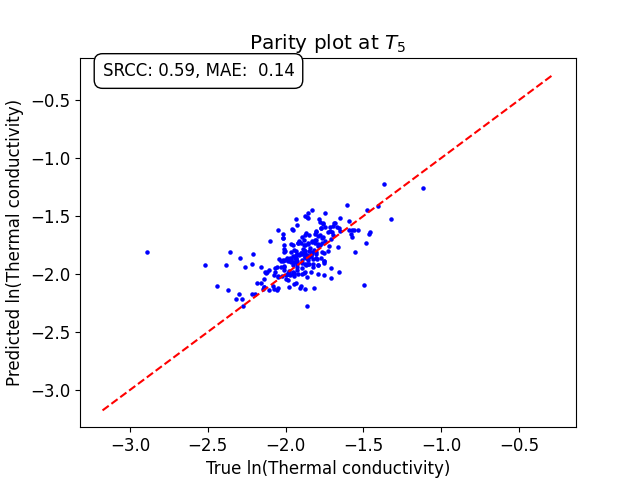 Parity plot at $T_5$
SRCC: 0.59, MAE:  0.14
Predicted ln(Thermal conductivity)
−0.5
−1.0
−1.5
−2.0
−2.5
−3.0
−3.0 −2.5 −2.0 −1.5 −1.0 −0.5
True ln(Thermal conductivity)